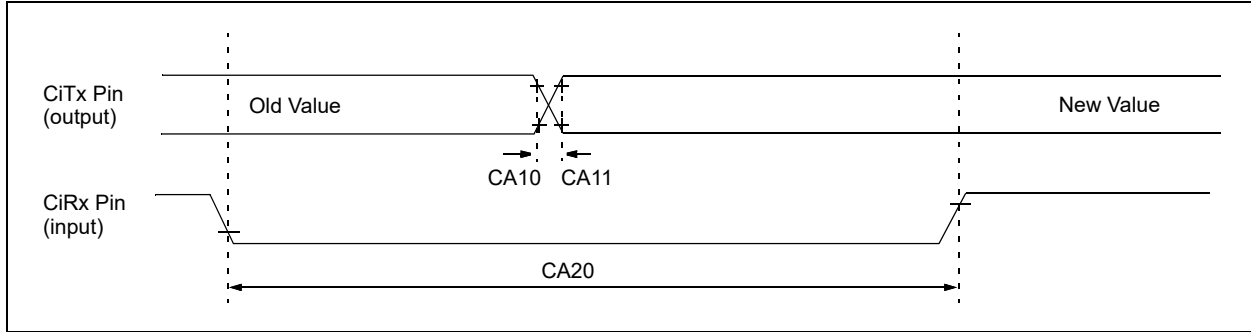 CiTx Pin
(output)
Old Value
New Value
CA10 CA11
CiRx Pin
(input)
CA20